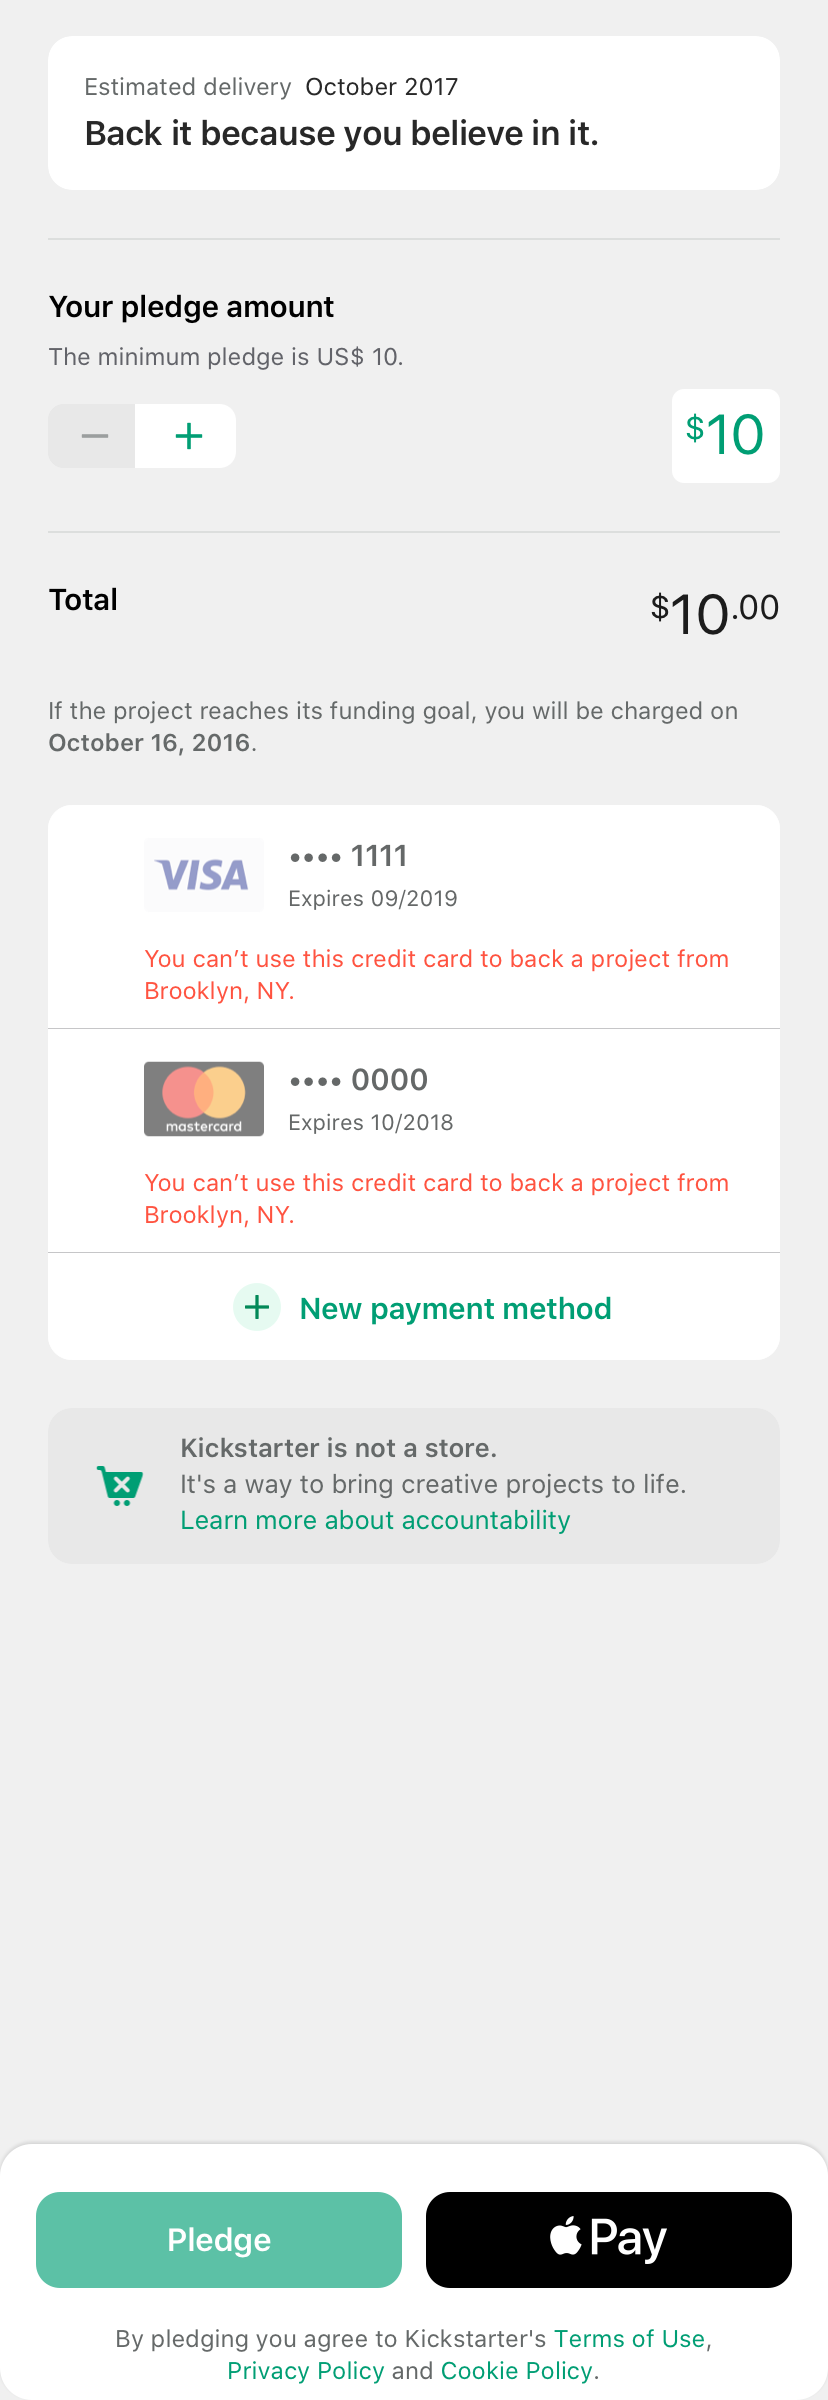 Estimated delivery October 2017
Back it because you believe in it.
Your pledge amount
The minimum pledge is US$ 10.
− +
$10
Total
$10.00
If the project reaches its funding goal, you will be charged on
October 16, 2016.
VISA
•••• 1111
Expires 09/2019
You can’t use this credit card to back a project from
Brooklyn, NY.
mastercard
•••• 0000
Expires 10/2018
You can’t use this credit card to back a project from
Brooklyn, NY.
+ New payment method
Kickstarter is not a store.
It's a way to bring creative projects to life.
Learn more about accountability
Pledge
Pay
By pledging you agree to Kickstarter's Terms of Use,
Privacy Policy and Cookie Policy.